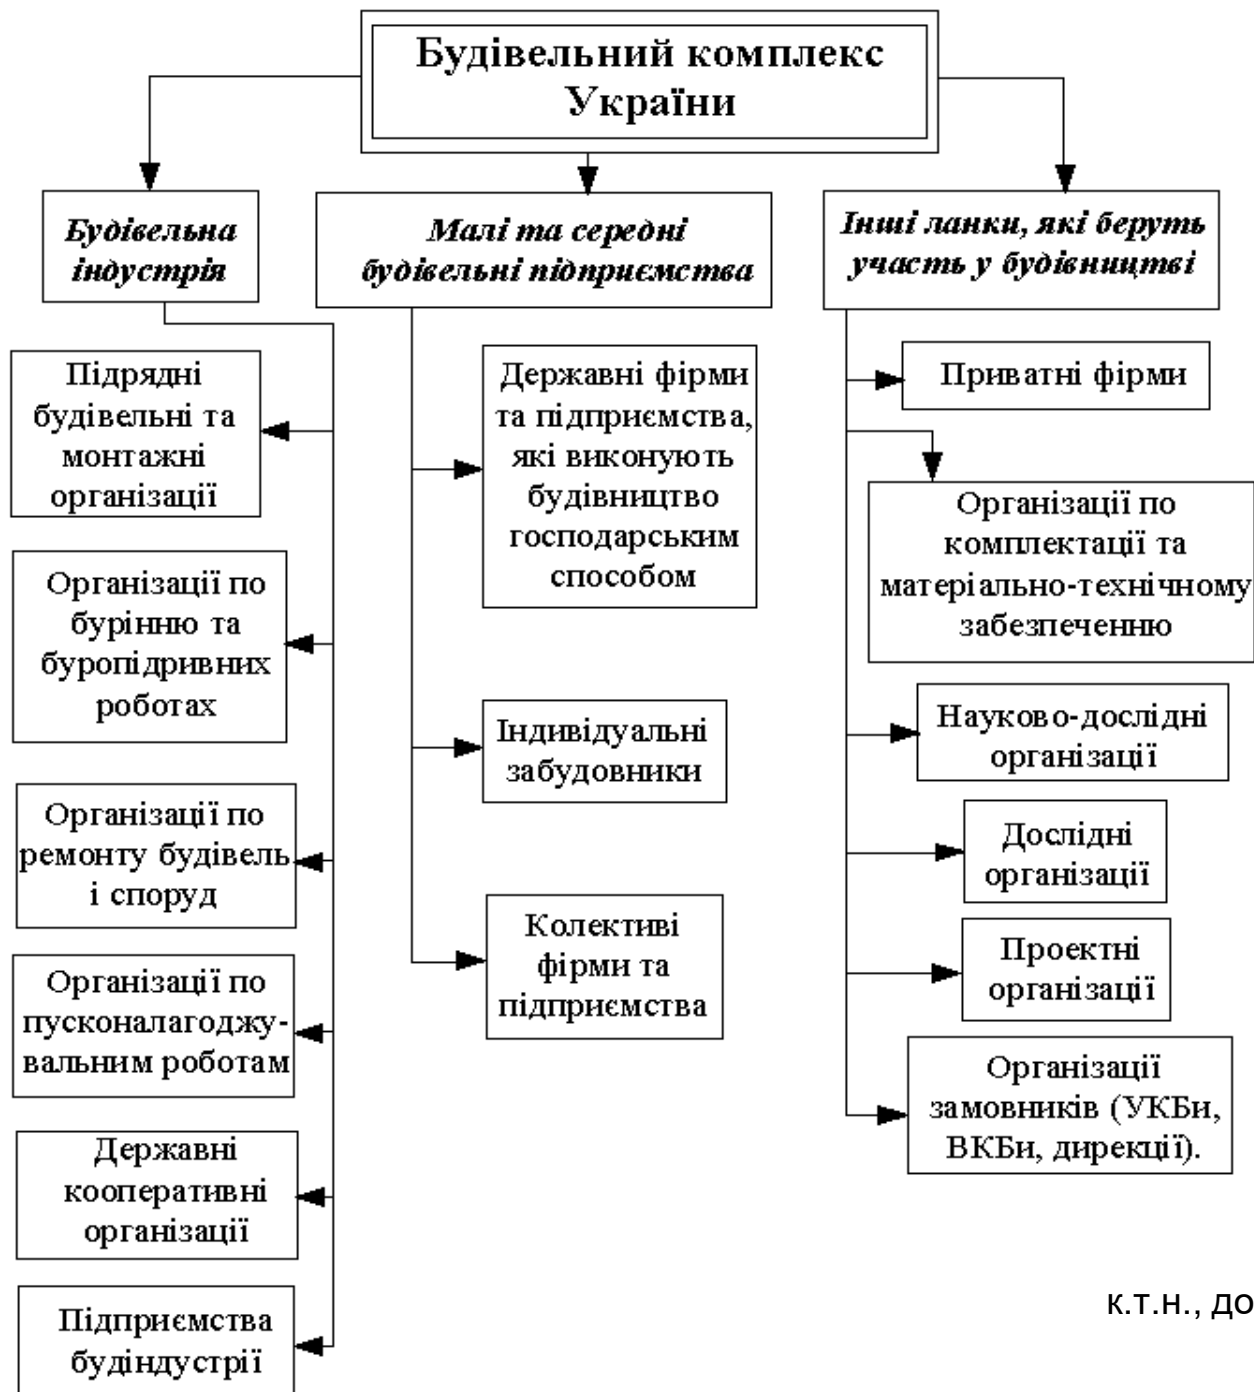 Будівельний комплекс
України
Будівельна
індустрія
Малі та середні
будівельні підприємства
Інші ланки, які беруть
участь у будівництві
Підрядні
будівельні та
монтажні
організації
Організації по
бурінню та
буропідривних
роботах
Організації по
ремонту будівель
і споруд
Організації по
пусконалагоджу-
вальним роботам
Державні
кооперативні
організації
Підприємства
будіндустрії
Державні фірми
та підприємства,
які виконують
будівництво
господарським
способом
Індивідуальні
забудовники
Колективі
фірми та
підприємства
Приватні фірми
Організації по
комплектації та
матеріально-технічному
забезпеченню
Науково-дослідні
організації
Дослідні
організації
Проектні
організації
Організації
замовників (УКБи,
ВКБи, дирекції).
к.т.н., до